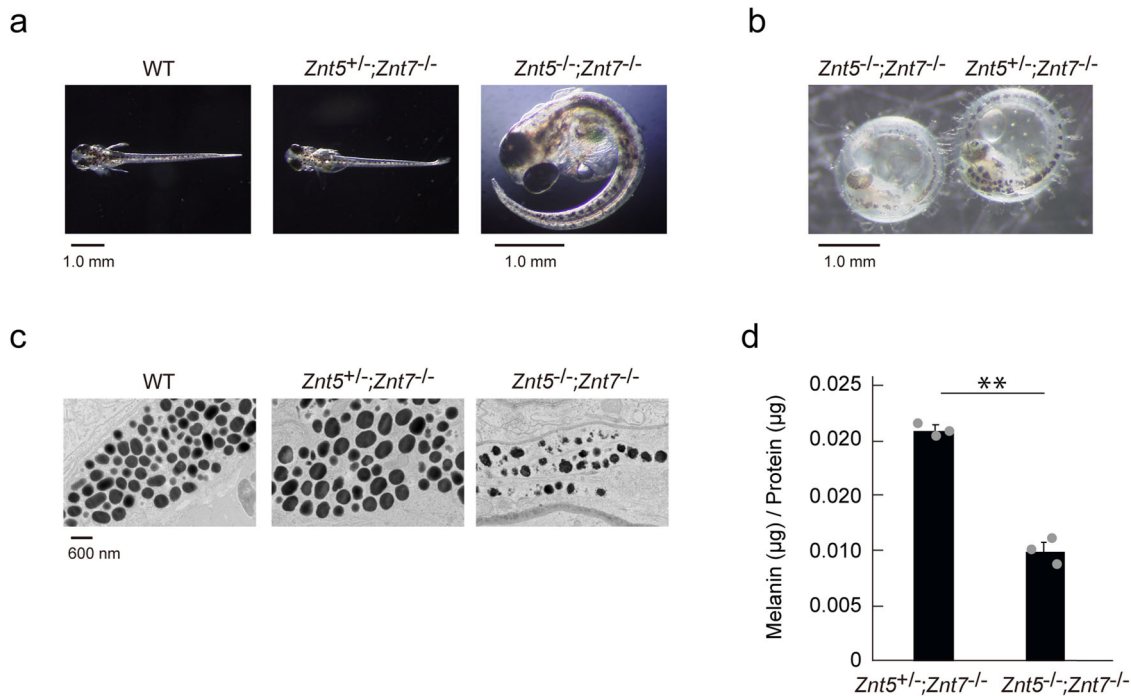 a
WT
Znt5+/-;Znt7-/-
Znt5-/-;Znt7-/-
1.0 mm
1.0 mm
b
Znt5-/-;Znt7-/-
Znt5+/-;Znt7-/-
1.0 mm
c
WT
Znt5+/-;Znt7-/-
Znt5-/-;Znt7-/-
600 nm
d
Melanin (µg) / Protein (µg)
0.025
0.020
0.020
0.010
0.005
0
**
Znt5+/-;Znt7-/-
Znt5-/-;Znt7-/-